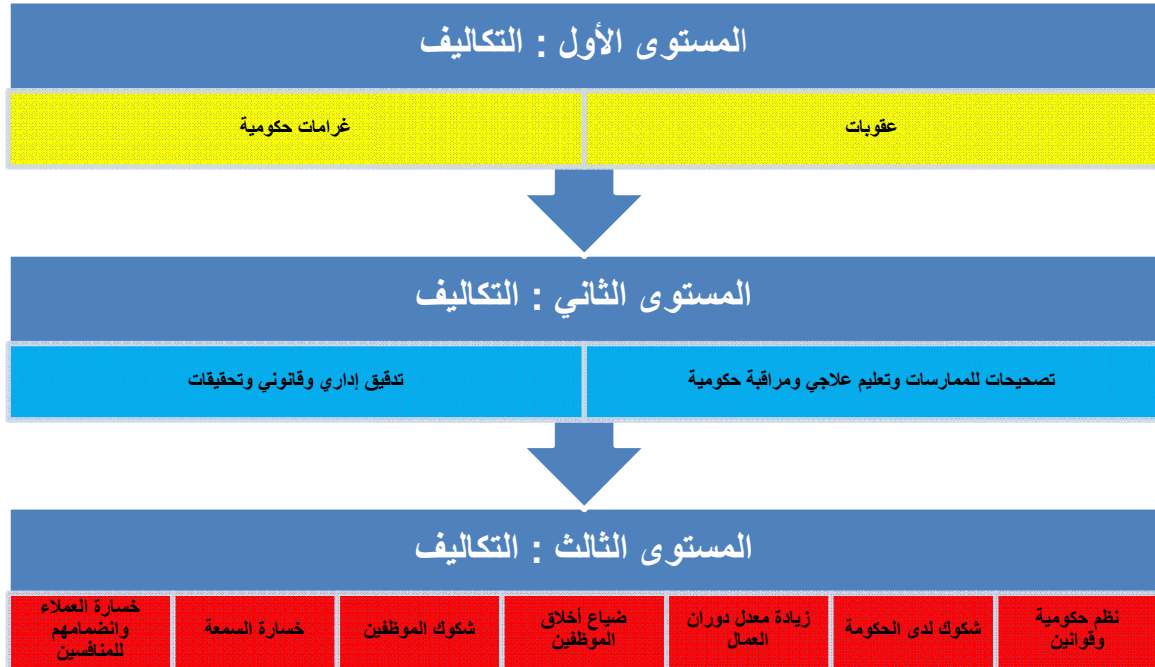 المستوى الأول : التكاليف
عقوبات
غرامات حكومية
المستوى الثاني : التكاليف
تصحيحات للممارسات وتعليم علاجي ومراقبة حكومية
تدقيق إداري وقانوني وتحقيقات
المستوى الثالث : التكاليف
نظم حكومية
وقوانين
شكوك لدى الحكومة
زيادة معدل دوران
العمال
ضياع أخلاق
الموظفين
شكوك الموظفين
خسارة السمعة
خسارة العملاء
وانضمامهم
للمنافسين